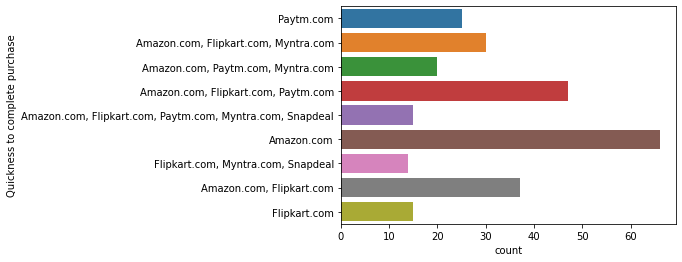 Quickness to complete purchase
Paytm.com
Amazon.com, Flipkart.com, Myntra.com
Amazon.com, Paytm.com, Myntra.com
Amazon.com, Flipkart.com, Paytm.com
Amazon.com, Flipkart.com, Paytm.com, Myntra.com, Snapdeal
Amazon.com
Flipkart.com, Myntra.com, Snapdeal
Amazon.com, Flipkart.com
Flipkart.com
0 10 20 30 40 50 60
count